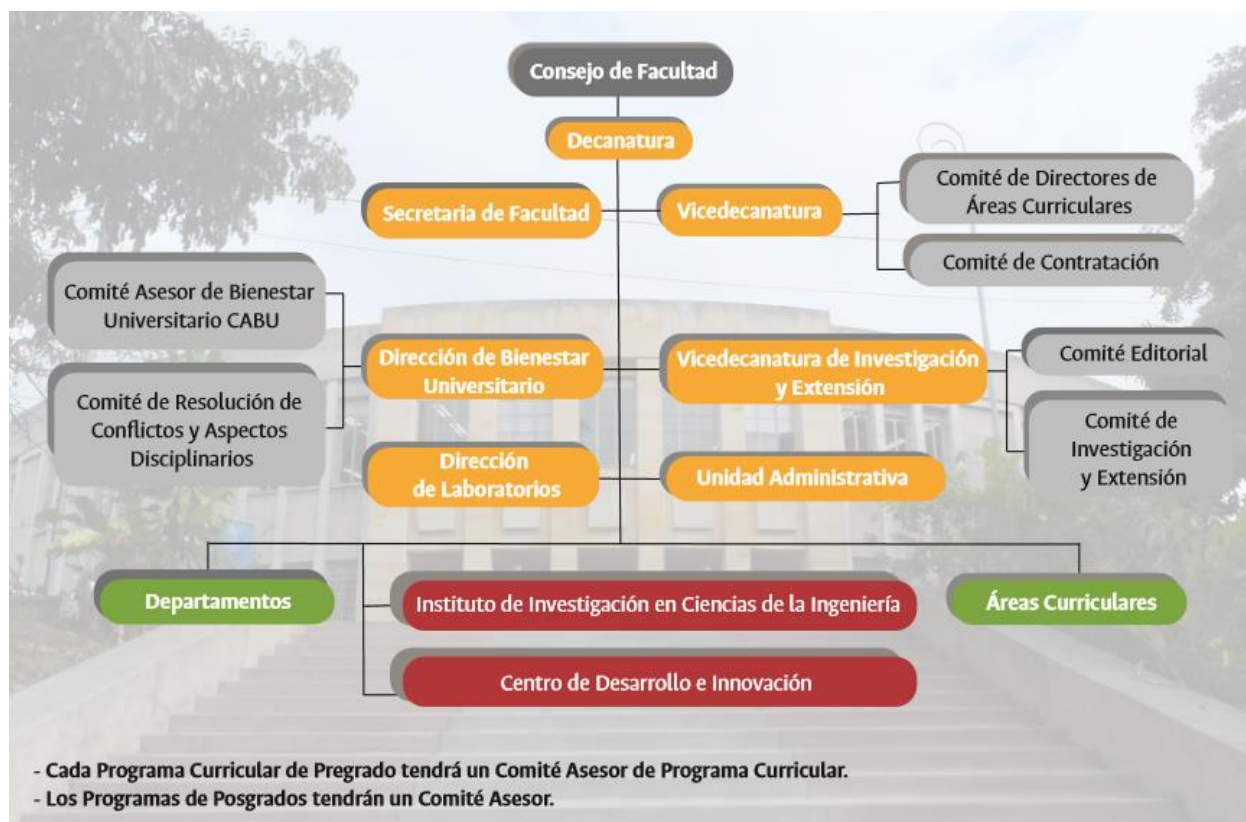 Consejo de Facultad
Decanatura
Secretaria de Facultad
Vicedecanatura
Comité de Directores de
Áreas Curriculares
Comité de Contratación
Comité Asesor de Bienestar
Universitario CABU
Comité de Resolución de
Conflictos y Aspectos
Disciplinarios
Dirección de Bienestar
Universitario
Vicedecanatura de Investigación
y Extensión
Comité Editorial
Comité de
Investigación
y Extensión
Dirección
de Laboratorios
Unidad Administrativa
Departamentos
Instituto de Investigación en Ciencias de la Ingeniería
Centro de Desarrollo e Innovación
Áreas Curriculares
- Cada Programa Curricular de Pregrado tendrá un Comité Asesor de Programa Curricular.
- Los Programas de Posgrados tendrán un Comité Asesor.